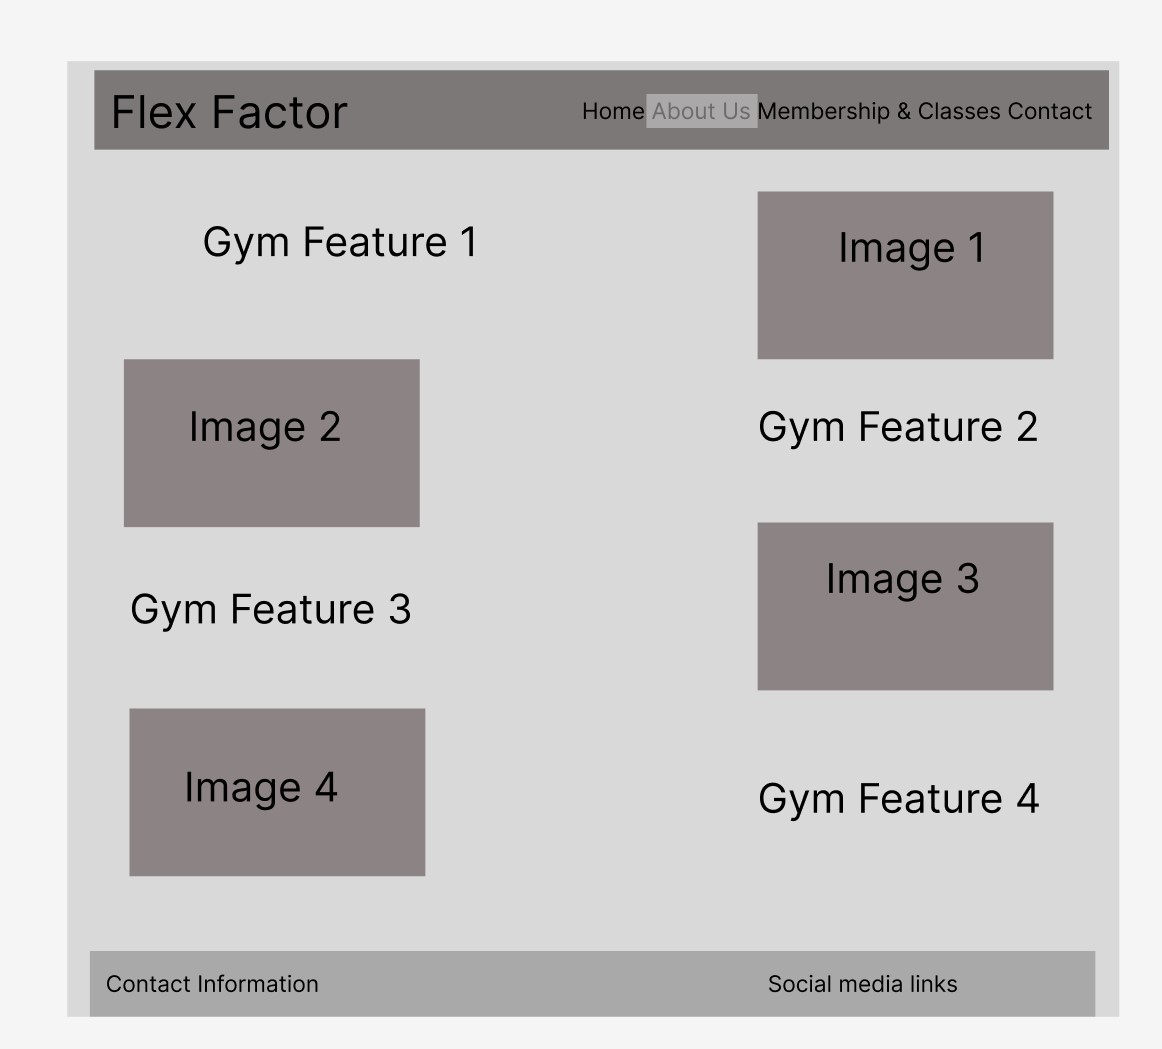 Flex Factor
Home About Us Membership & Classes Contact
Gym Feature 1
Image 1
Image 2
Gym Feature 2
Gym Feature 3
Image 3
Image 4
Gym Feature 4
Contact Information
Social media links